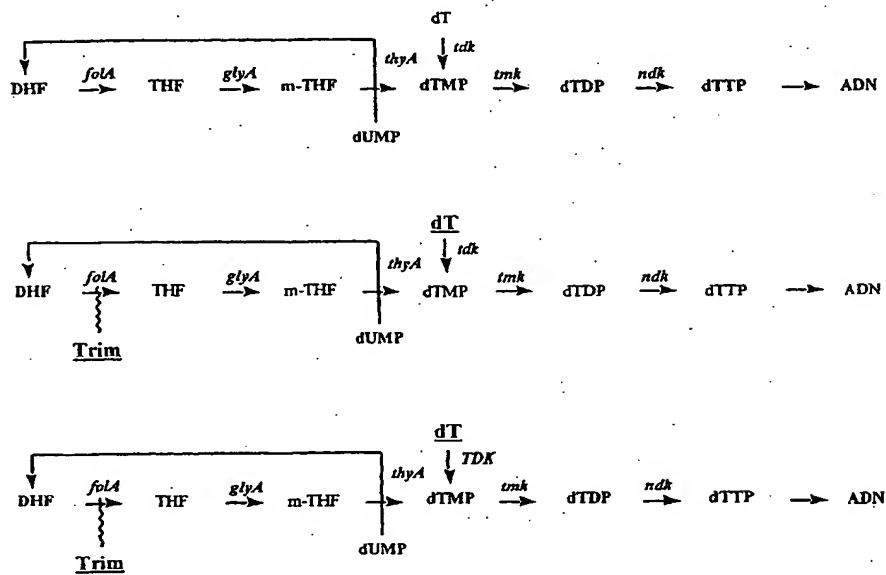 dT
thyA tdk
DHF folA THF glyA m-THF dTMP tmk dTDP ndk dTTP ADN
dUMP
dT
thyA tdk
DHF folA THF glyA m-THF dTMP tmk dTDP ndk dTTP ADN
dUMP
Trim
dT
thyA TDK
DHF folA THF glyA m-THF dTMP tmk dTDP ndk dTTP ADN
dUMP
Trim